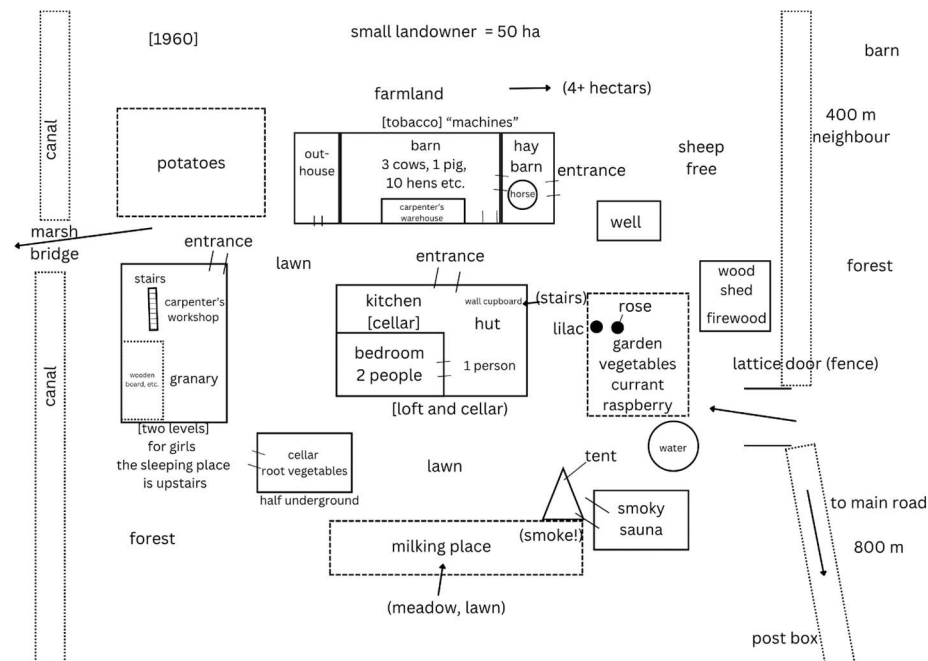 [1960]
small landowner = 50 ha
barn
farmland
(4+ hectars)
canal
400 m
neighbour
potatoes
[tobacco] “machines”
out-
house
barn
3 cows, 1 pig,
10 hens etc.
carpenter's
warehouse
hay
barn
horse
entrance
sheep
free
well
marsh
bridge
entrance
lawn
entrance
forest
wood
shed
firewood
stairs
carpenter's
workshop
wooden
board, etc.
granary
kitchen
[cellar]
wall cupboard
(stairs)
hut
bedroom
2 people
1 person
[loft and cellar)
lilac
rose
garden
vegetables
currant
raspberry
lattice door (fence)
canal
[two levels]
for girls
the sleeping place
is upstairs
cellar
root vegetables
half underground
lawn
water
tent
smoky
sauna
(smoke!)
to main road
800 m
forest
milking place
(meadow, lawn)
post box